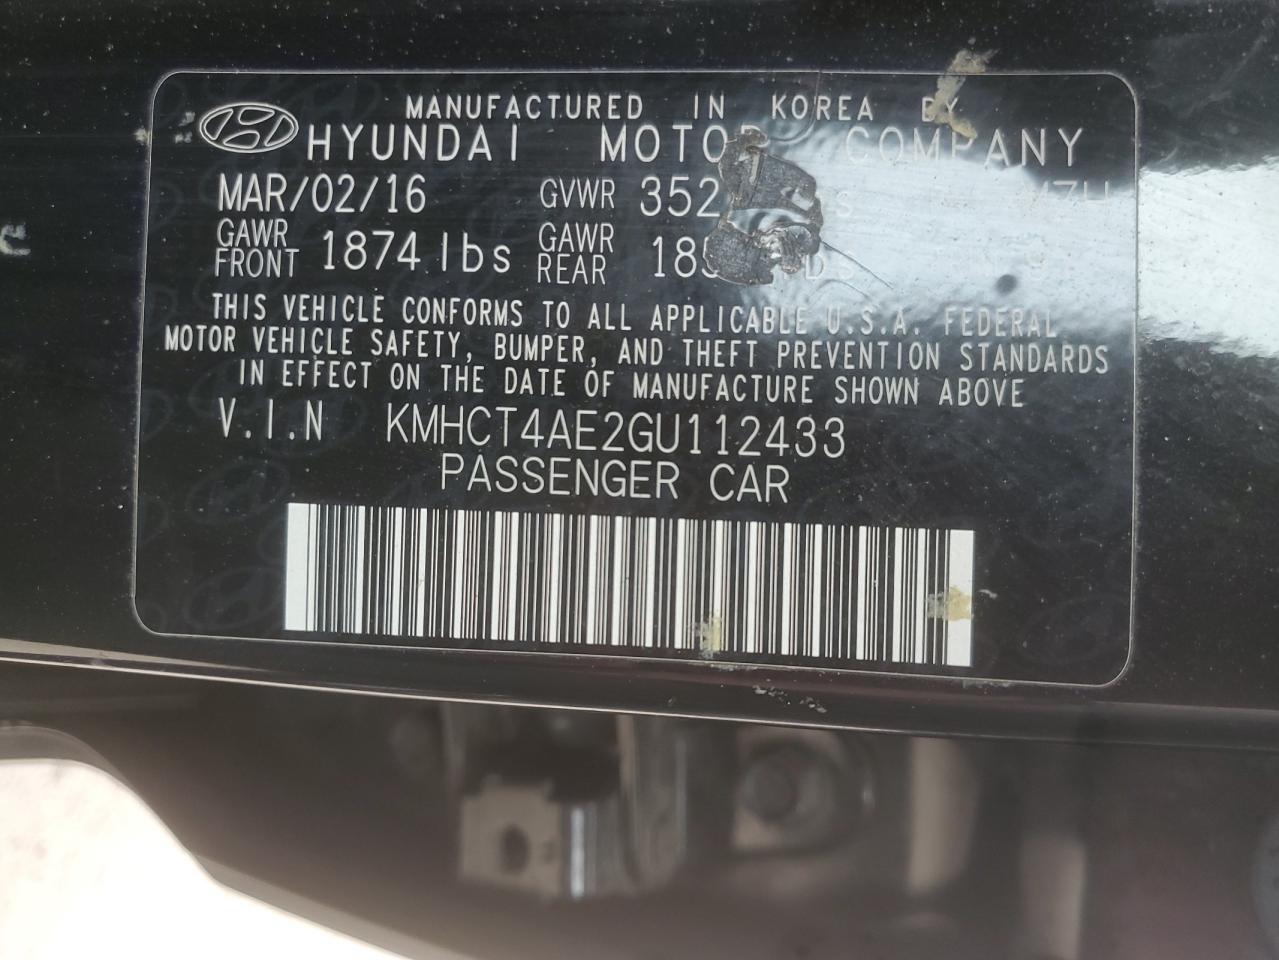 MANUFACTURED IN KOREA BY
HYUNDAI MOTOR COMPANY
MAR/02/16 GVWR
GAWR FRONT 1874 lbs GAWR REAR
THIS VEHICLE CONFORMS TO ALL APPLICABLE U.S.A. FEDERAL
MOTOR VEHICLE SAFETY, BUMPER, AND THEFT PREVENTION STANDARDS
IN EFFECT ON THE DATE OF MANUFACTURE SHOWN ABOVE
V.I.N KMHCT4AE2GU112433
PASSENGER CAR